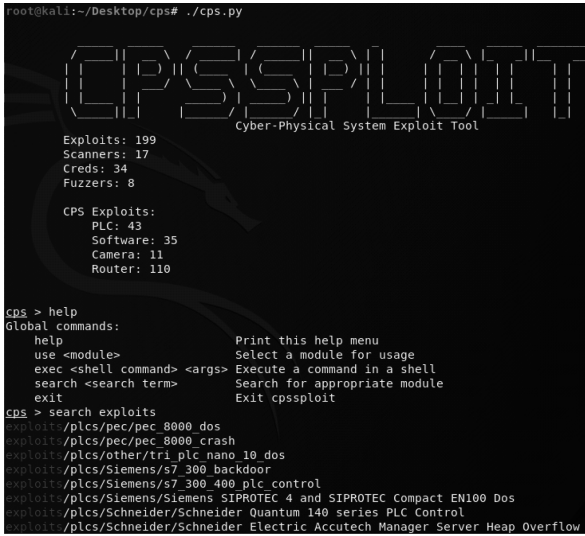 root@kali:~/Desktop/cps# ./cps.py
CPSSPLOIT
Cyber-Physical System Exploit Tool
Exploits: 199
Scanners: 17
Creds: 34
Fuzzers: 8
CPS Exploits:
PLC: 43
Software: 35
Camera: 11
Router: 110
cps > help
Global commands:
help Print this help menu
use <module> Select a module for usage
exec <shell command> <args> Execute a command in a shell
search <search term> Search for appropriate module
exit Exit cpssploit
cps > search exploits
exploits/plcs/pec/pec_8000_dos
exploits/plcs/pec/pec_8000_crash
exploits/plcs/other/tri_plc_nano_10_dos
exploits/plcs/Siemens/s7_300_backdoor
exploits/plcs/Siemens/s7_300_400_plc_control
exploits/plcs/Siemens/Siemens SIPROTEC 4 and SIPROTEC Compact EN100 Dos
exploits/plcs/Schneider/Schneider Quantum 140 series PLC Control
exploits/plcs/Schneider/Schneider Electric Accutech Manager Server Heap Overflow